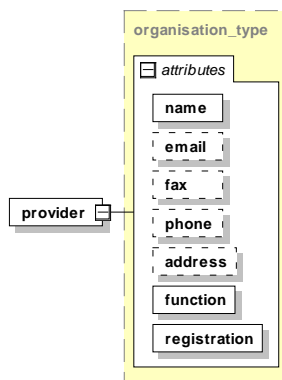 organisation_type
attributes
name
email
fax
provider
phone
address
function
registration